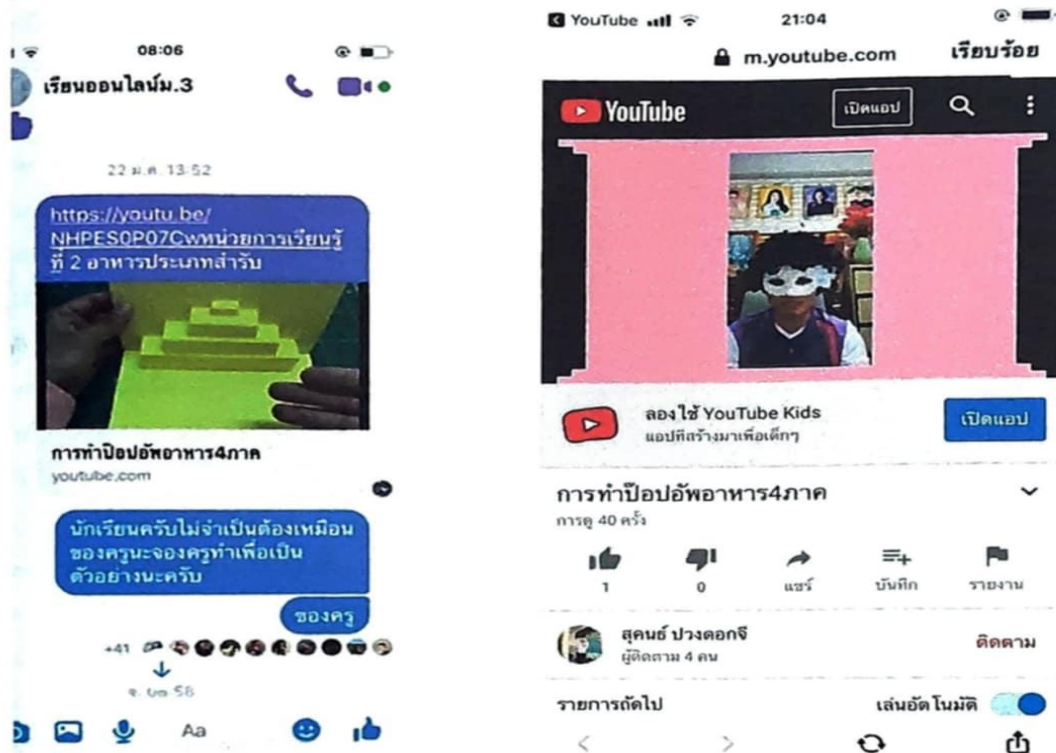 08:06
เรียนออนไลน์ม.3
22 ม.ค. 13:52
https://youtu.be/
NHPES0P07Cwหน่วยการเรียนรู้
ที่ 2 อาหารประเภทสำรับ
การทำป๊อปอัพอาหาร4ภาค
youtube.com
นักเรียนครับไม่จำเป็นต้องเหมือน
ของครูนะจองครูทำเพื่อเป็น
ตัวอย่างนะครับ
ของครู
+41
Aa
YouTube
21:04
m.youtube.com
เรียบร้อย
YouTube
เปิดแอป
ลองใช้ YouTube Kids
แอปที่สร้างมาเพื่อเด็กๆ
เปิดแอป
การทำป๊อปอัพอาหาร4ภาค
การดู 40 ครั้ง
1
0
แชร์
บันทึก
รายงาน
สุคนธ์ ปวงดอกจี
ผู้ติดตาม 4 คน
ติดตาม
รายการถัดไป
เล่นอัตโนมัติ